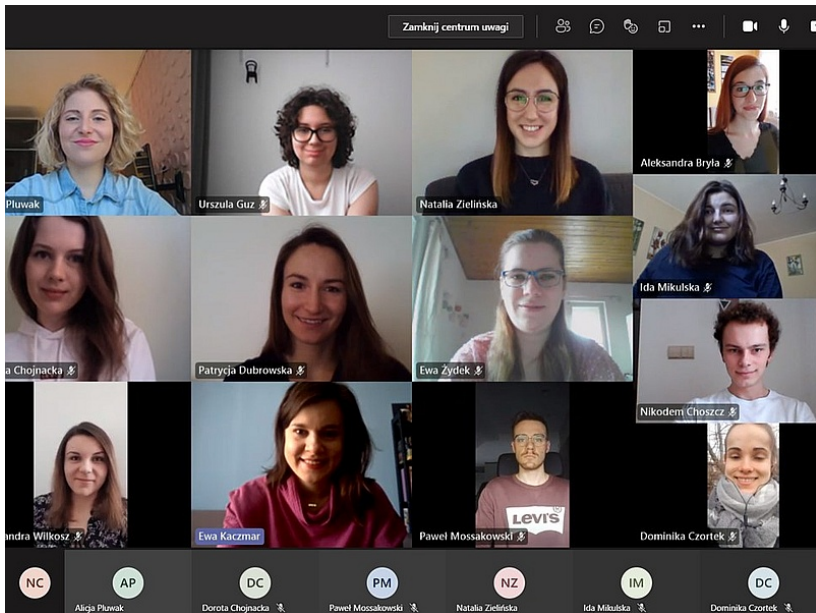 Zamknij centrum uwagi
Pluwak
Urszula Guz
Natalia Zielińska
Aleksandra Bryła
Ida Mikulska
a Chojnacka
Patrycja Dubrowska
Ewa Żydek
Nikodem Choszcz
andra Wilkosz
Ewa Kaczmar
LEVI'S
Paweł Mossakowski
Dominika Czortek
NC
AP
DC
PM
NZ
IM
DC
Alicja Pluwak
Dorota Chojnacka
Paweł Mossakowski
Natalia Zielińska
Ida Mikulska
Dominika Czortek